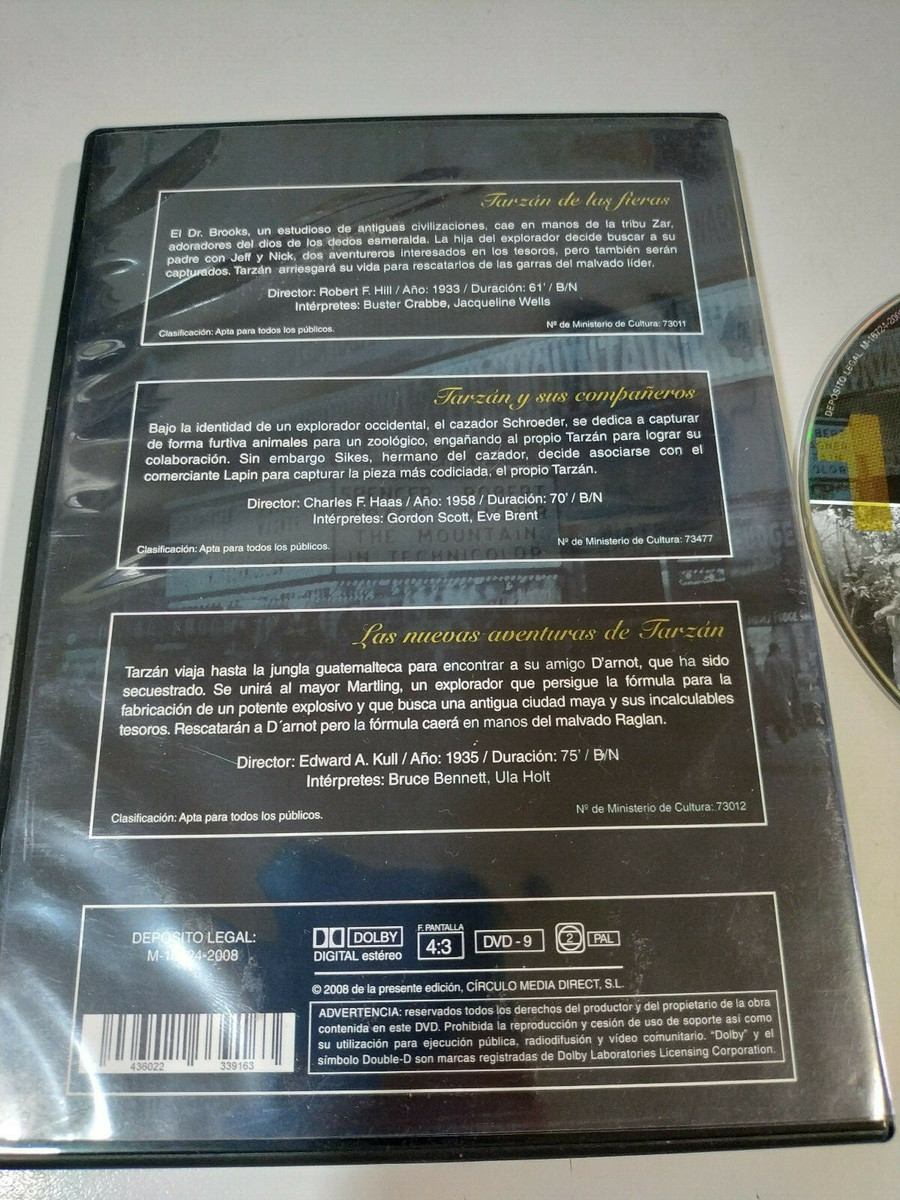 Tarzán de las fieras
El Dr. Brooks, un estudioso de antiguas civilizaciones, cae en manos de la tribu Zar,
adoradores del dios de los dedos esmeralda. La hija del explorador decide buscar a su
padre con Jeff y Nick, dos aventureros interesados en los tesoros, pero también serán
capturados. Tarzán arriesgará su vida para rescatarlos de las garras del malvado líder.
Director: Robert F. Hill / Año: 1933 / Duración: 61' / B/N
Intérpretes: Buster Crabbe, Jacqueline Wells
Clasificación: Apta para todos los públicos.
Nº de Ministerio de Cultura: 73011
Tarzán y sus compañeros
Bajo la identidad de un explorador occidental, el cazador Schroeder, se dedica a capturar
de forma furtiva animales para un zoológico, engañando al propio Tarzán para lograr su
colaboración. Sin embargo Sikes, hermano del cazador, decide asociarse con el
comerciante Lapin para capturar la pieza más codiciada, el propio Tarzán.
Director: Charles F. Haas / Año: 1958 / Duración: 70' / B/N
Intérpretes: Gordon Scott, Eve Brent
ROBERT
THE MOUNTAIN
IN TECHNICOLOR
Clasificación: Apta para todos los públicos.
Nº de Ministerio de Cultura: 73477
Las nuevas aventuras de Tarzán
Tarzán viaja hasta la jungla guatemalteca para encontrar a su amigo D'arnot, que ha sido
secuestrado. Se unirá al mayor Martling, un explorador que persigue la fórmula para la
fabricación de un potente explosivo y que busca una antigua ciudad maya y sus incalculables
tesoros. Rescatarán a D´arnot pero la fórmula caerá en manos del malvado Raglan.
Director: Edward A. Kull / Año: 1935 / Duración: 75' / B/N
Intérpretes: Bruce Bennett, Ula Holt
Clasificación: Apta para todos los públicos.
Nº de Ministerio de Cultura: 73012
DEPÓSITO LEGAL:
DOLBY
DIGITAL estéreo
F. PANTALLA
4:3
DVD - 9
2
PAL
© 2008 de la presente edición, CÍRCULO MEDIA DIRECT, S.L.
ADVERTENCIA: reservados todos los derechos del productor y del propietario de la obra
contenida en este DVD. Prohibida la reproducción y cesión de uso de soporte así como
su utilización para ejecución pública, radiodifusión y vídeo comunitario. "Dolby" y el
símbolo Double-D son marcas registradas de Dolby Laboratories Licensing Corporation.
436022 339163
DEPOSITO LEGAL
1